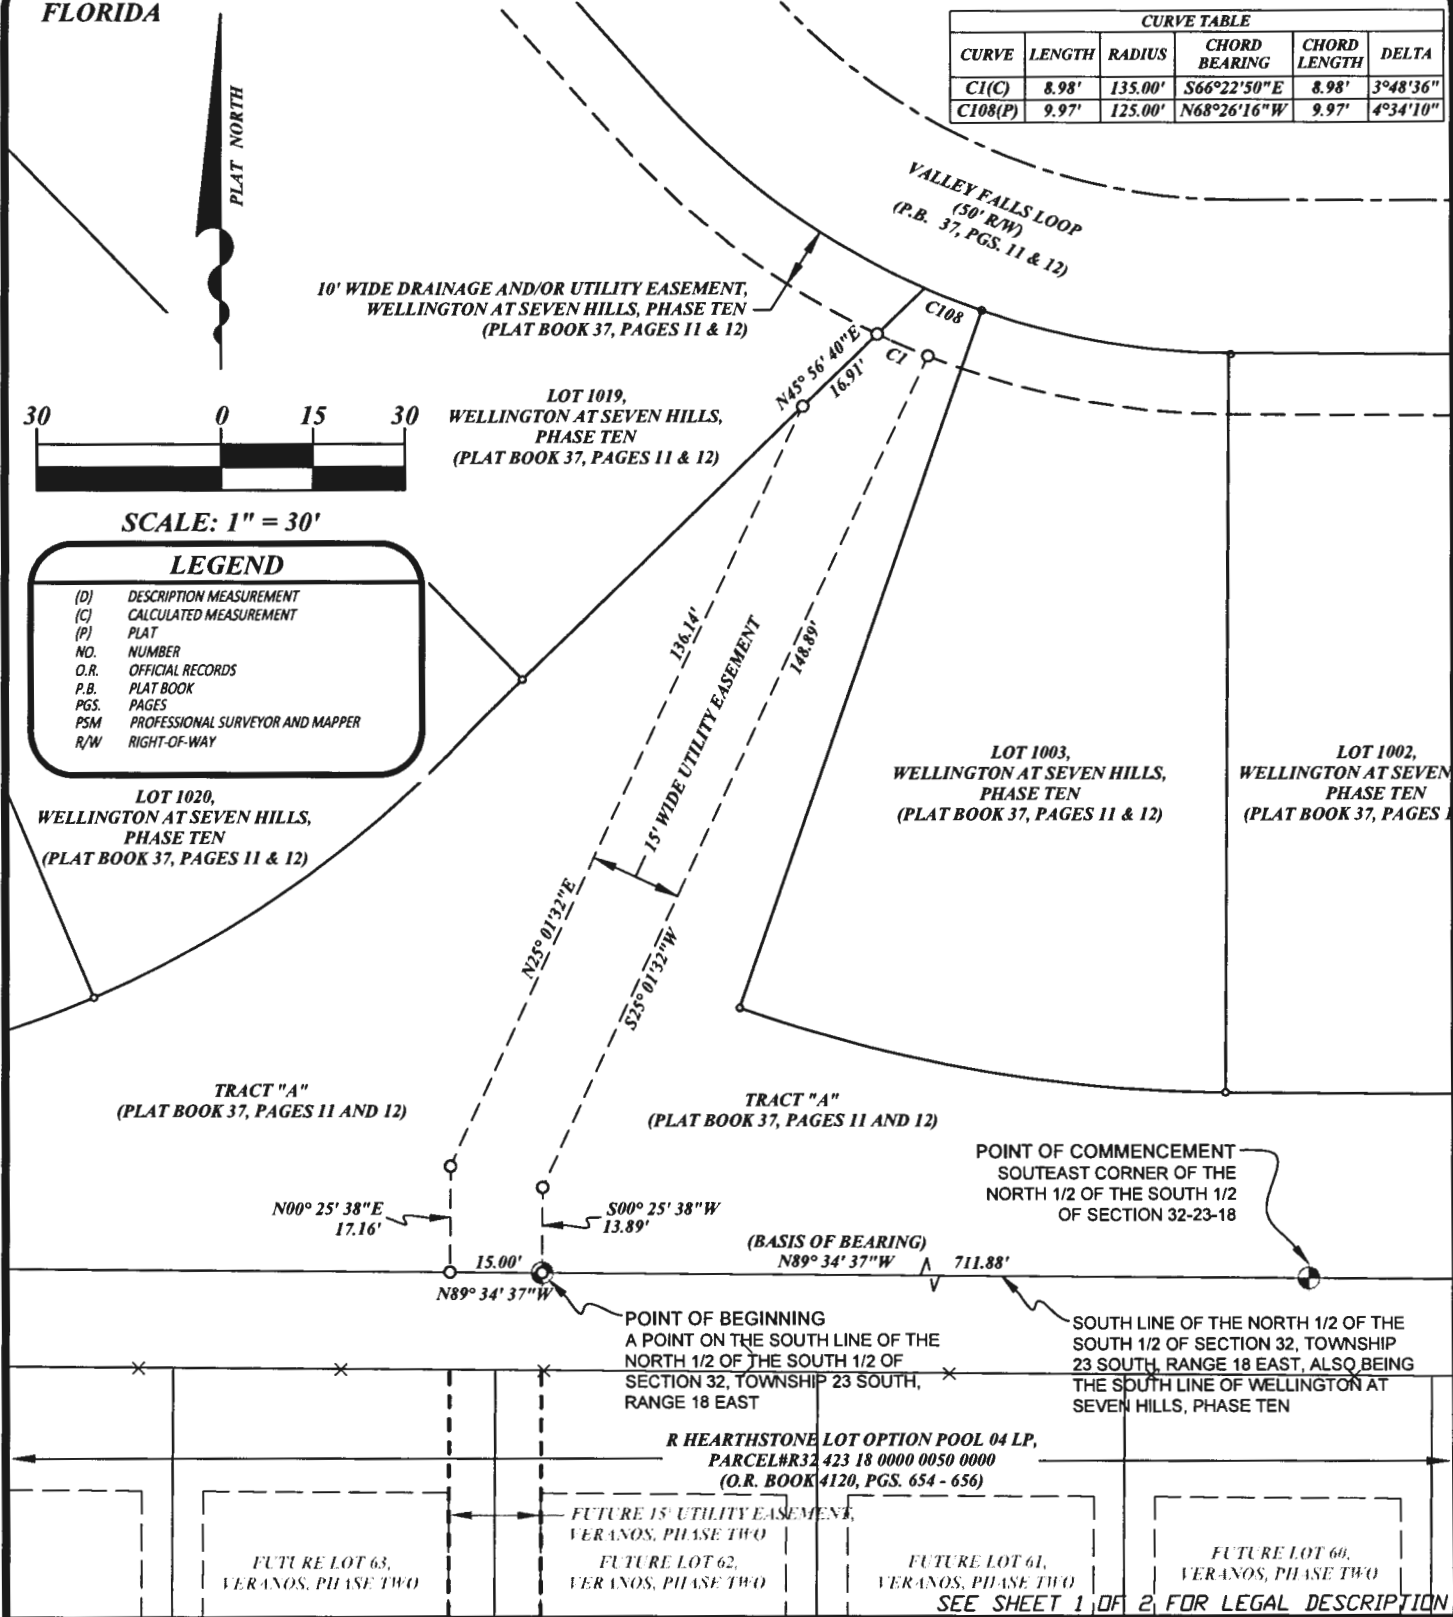 FLORIDA
PLAT NORTH
CURVE TABLE
CURVE LENGTH RADIUS CHORD BEARING CHORD LENGTH DELTA
C1(C) 8.98' 135.00' S66°22'50"E 8.98' 3°48'36"
C108(P) 9.97' 125.00' N68°26'16"W 9.97' 4°34'10"
VALLEY FALLS LOOP
(50' R/W)
(P.B. 37, PGS. 11 & 12)
10' WIDE DRAINAGE AND/OR UTILITY EASEMENT,
WELLINGTON AT SEVEN HILLS, PHASE TEN
(PLAT BOOK 37, PAGES 11 & 12)
C108
C1
N45° 56' 40"E
16.91'
LOT 1019,
WELLINGTON AT SEVEN HILLS,
PHASE TEN
(PLAT BOOK 37, PAGES 11 & 12)
30 0 15 30
SCALE: 1" = 30'
LEGEND
(D) DESCRIPTION MEASUREMENT
(C) CALCULATED MEASUREMENT
(P) PLAT
NO. NUMBER
O.R. OFFICIAL RECORDS
P.B. PLAT BOOK
PGS. PAGES
PSM PROFESSIONAL SURVEYOR AND MAPPER
R/W RIGHT-OF-WAY
136.14'
148.89'
15' WIDE UTILITY EASEMENT
N25° 01'32"E
S25° 01'32"W
LOT 1003,
WELLINGTON AT SEVEN HILLS,
PHASE TEN
(PLAT BOOK 37, PAGES 11 & 12)
LOT 1002,
WELLINGTON AT SEVEN
PHASE TEN
(PLAT BOOK 37, PAGES 1
LOT 1020,
WELLINGTON AT SEVEN HILLS,
PHASE TEN
(PLAT BOOK 37, PAGES 11 & 12)
TRACT "A"
(PLAT BOOK 37, PAGES 11 AND 12)
TRACT "A"
(PLAT BOOK 37, PAGES 11 AND 12)
POINT OF COMMENCEMENT
SOUTEAST CORNER OF THE
NORTH 1/2 OF THE SOUTH 1/2
OF SECTION 32-23-18
N00° 25' 38"E
17.16'
S00° 25' 38"W
13.89'
15.00'
N89° 34' 37"W
(BASIS OF BEARING)
N89° 34' 37"W 711.88'
POINT OF BEGINNING
A POINT ON THE SOUTH LINE OF THE
NORTH 1/2 OF THE SOUTH 1/2 OF
SECTION 32, TOWNSHIP 23 SOUTH,
RANGE 18 EAST
SOUTH LINE OF THE NORTH 1/2 OF THE
SOUTH 1/2 OF SECTION 32, TOWNSHIP
23 SOUTH, RANGE 18 EAST, ALSO BEING
THE SOUTH LINE OF WELLINGTON AT
SEVEN HILLS, PHASE TEN
R HEARTHSTONE LOT OPTION POOL 04 LP,
PARCEL#R32 423 18 0000 0050 0000
(O.R. BOOK 4120, PGS. 654 - 656)
FUTURE 15' UTILITY EASEMENT,
VERANOS, PHASE TWO
FUTURE LOT 63,
VERANOS, PHASE TWO
FUTURE LOT 62,
VERANOS, PHASE TWO
FUTURE LOT 61,
VERANOS, PHASE TWO
FUTURE LOT 60,
VERANOS, PHASE TWO
SEE SHEET 1 OF 2 FOR LEGAL DESCRIPTION